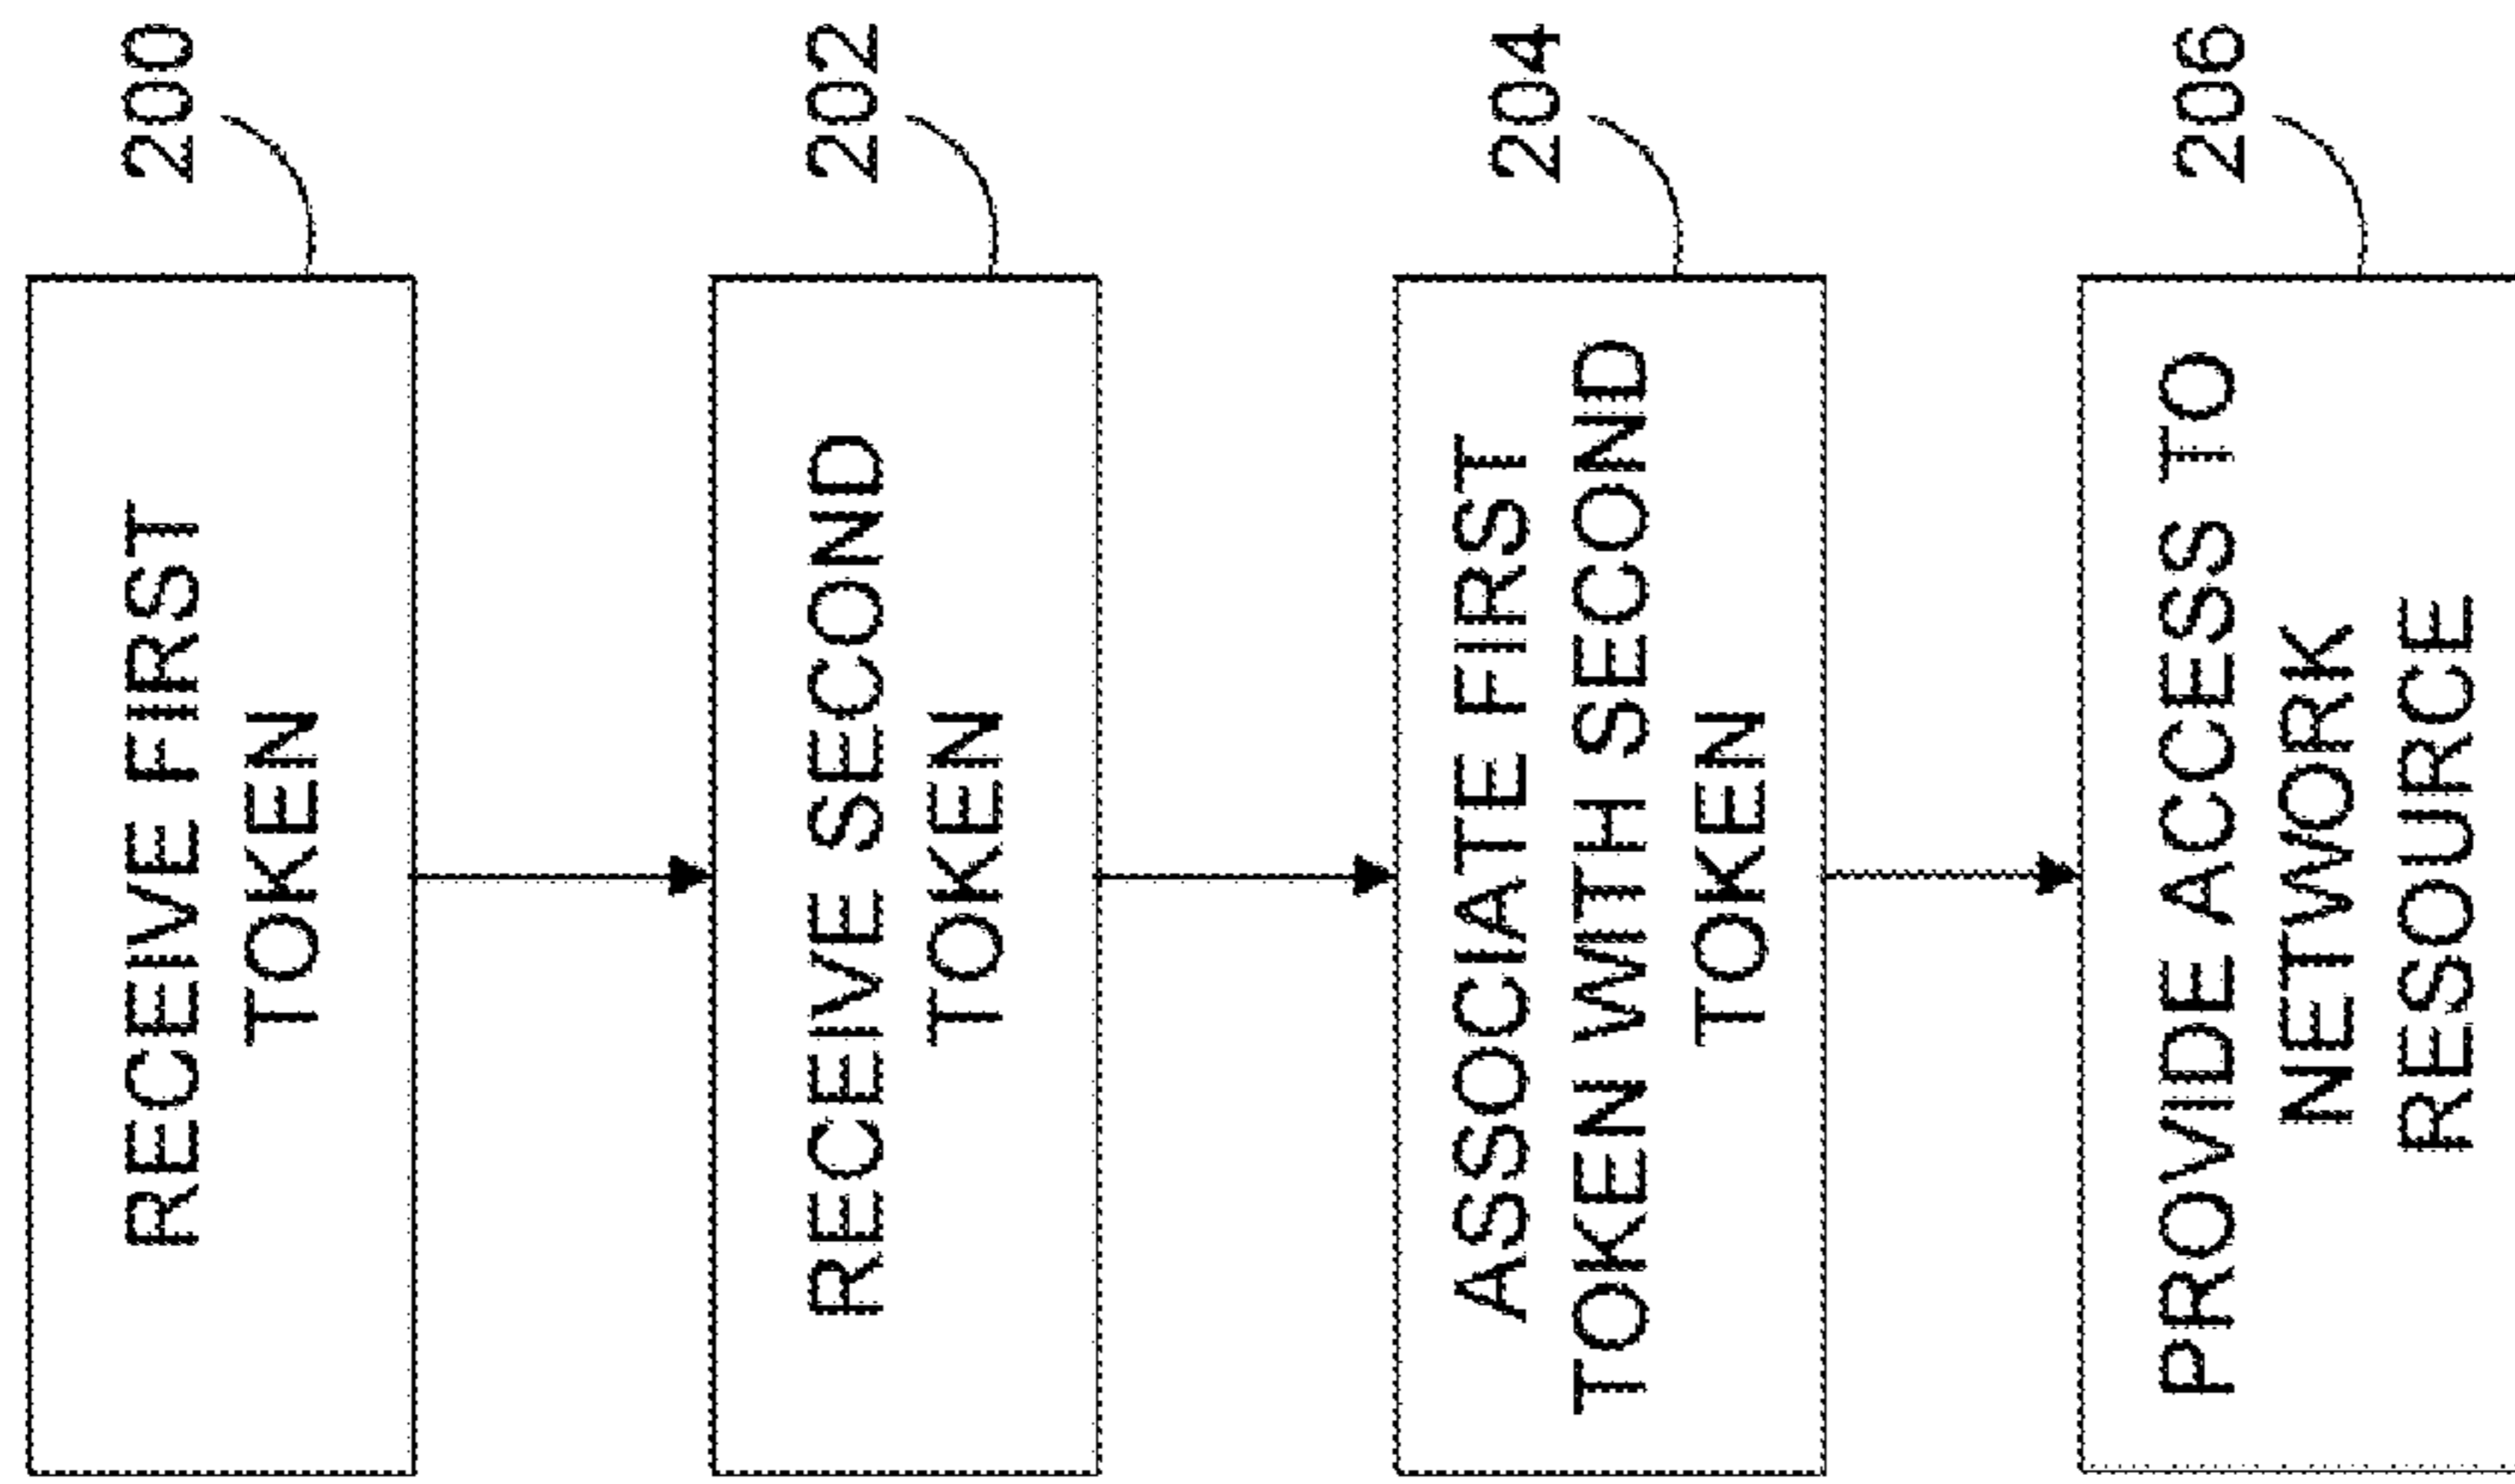 RECEIVE FIRST
TOKEN
200
RECEIVE SECOND
TOKEN
202
ASSOCIATE FIRST
TOKEN WITH SECOND
TOKEN
204
PROVIDE ACCESS TO
NETWORK
RESOURCE
206